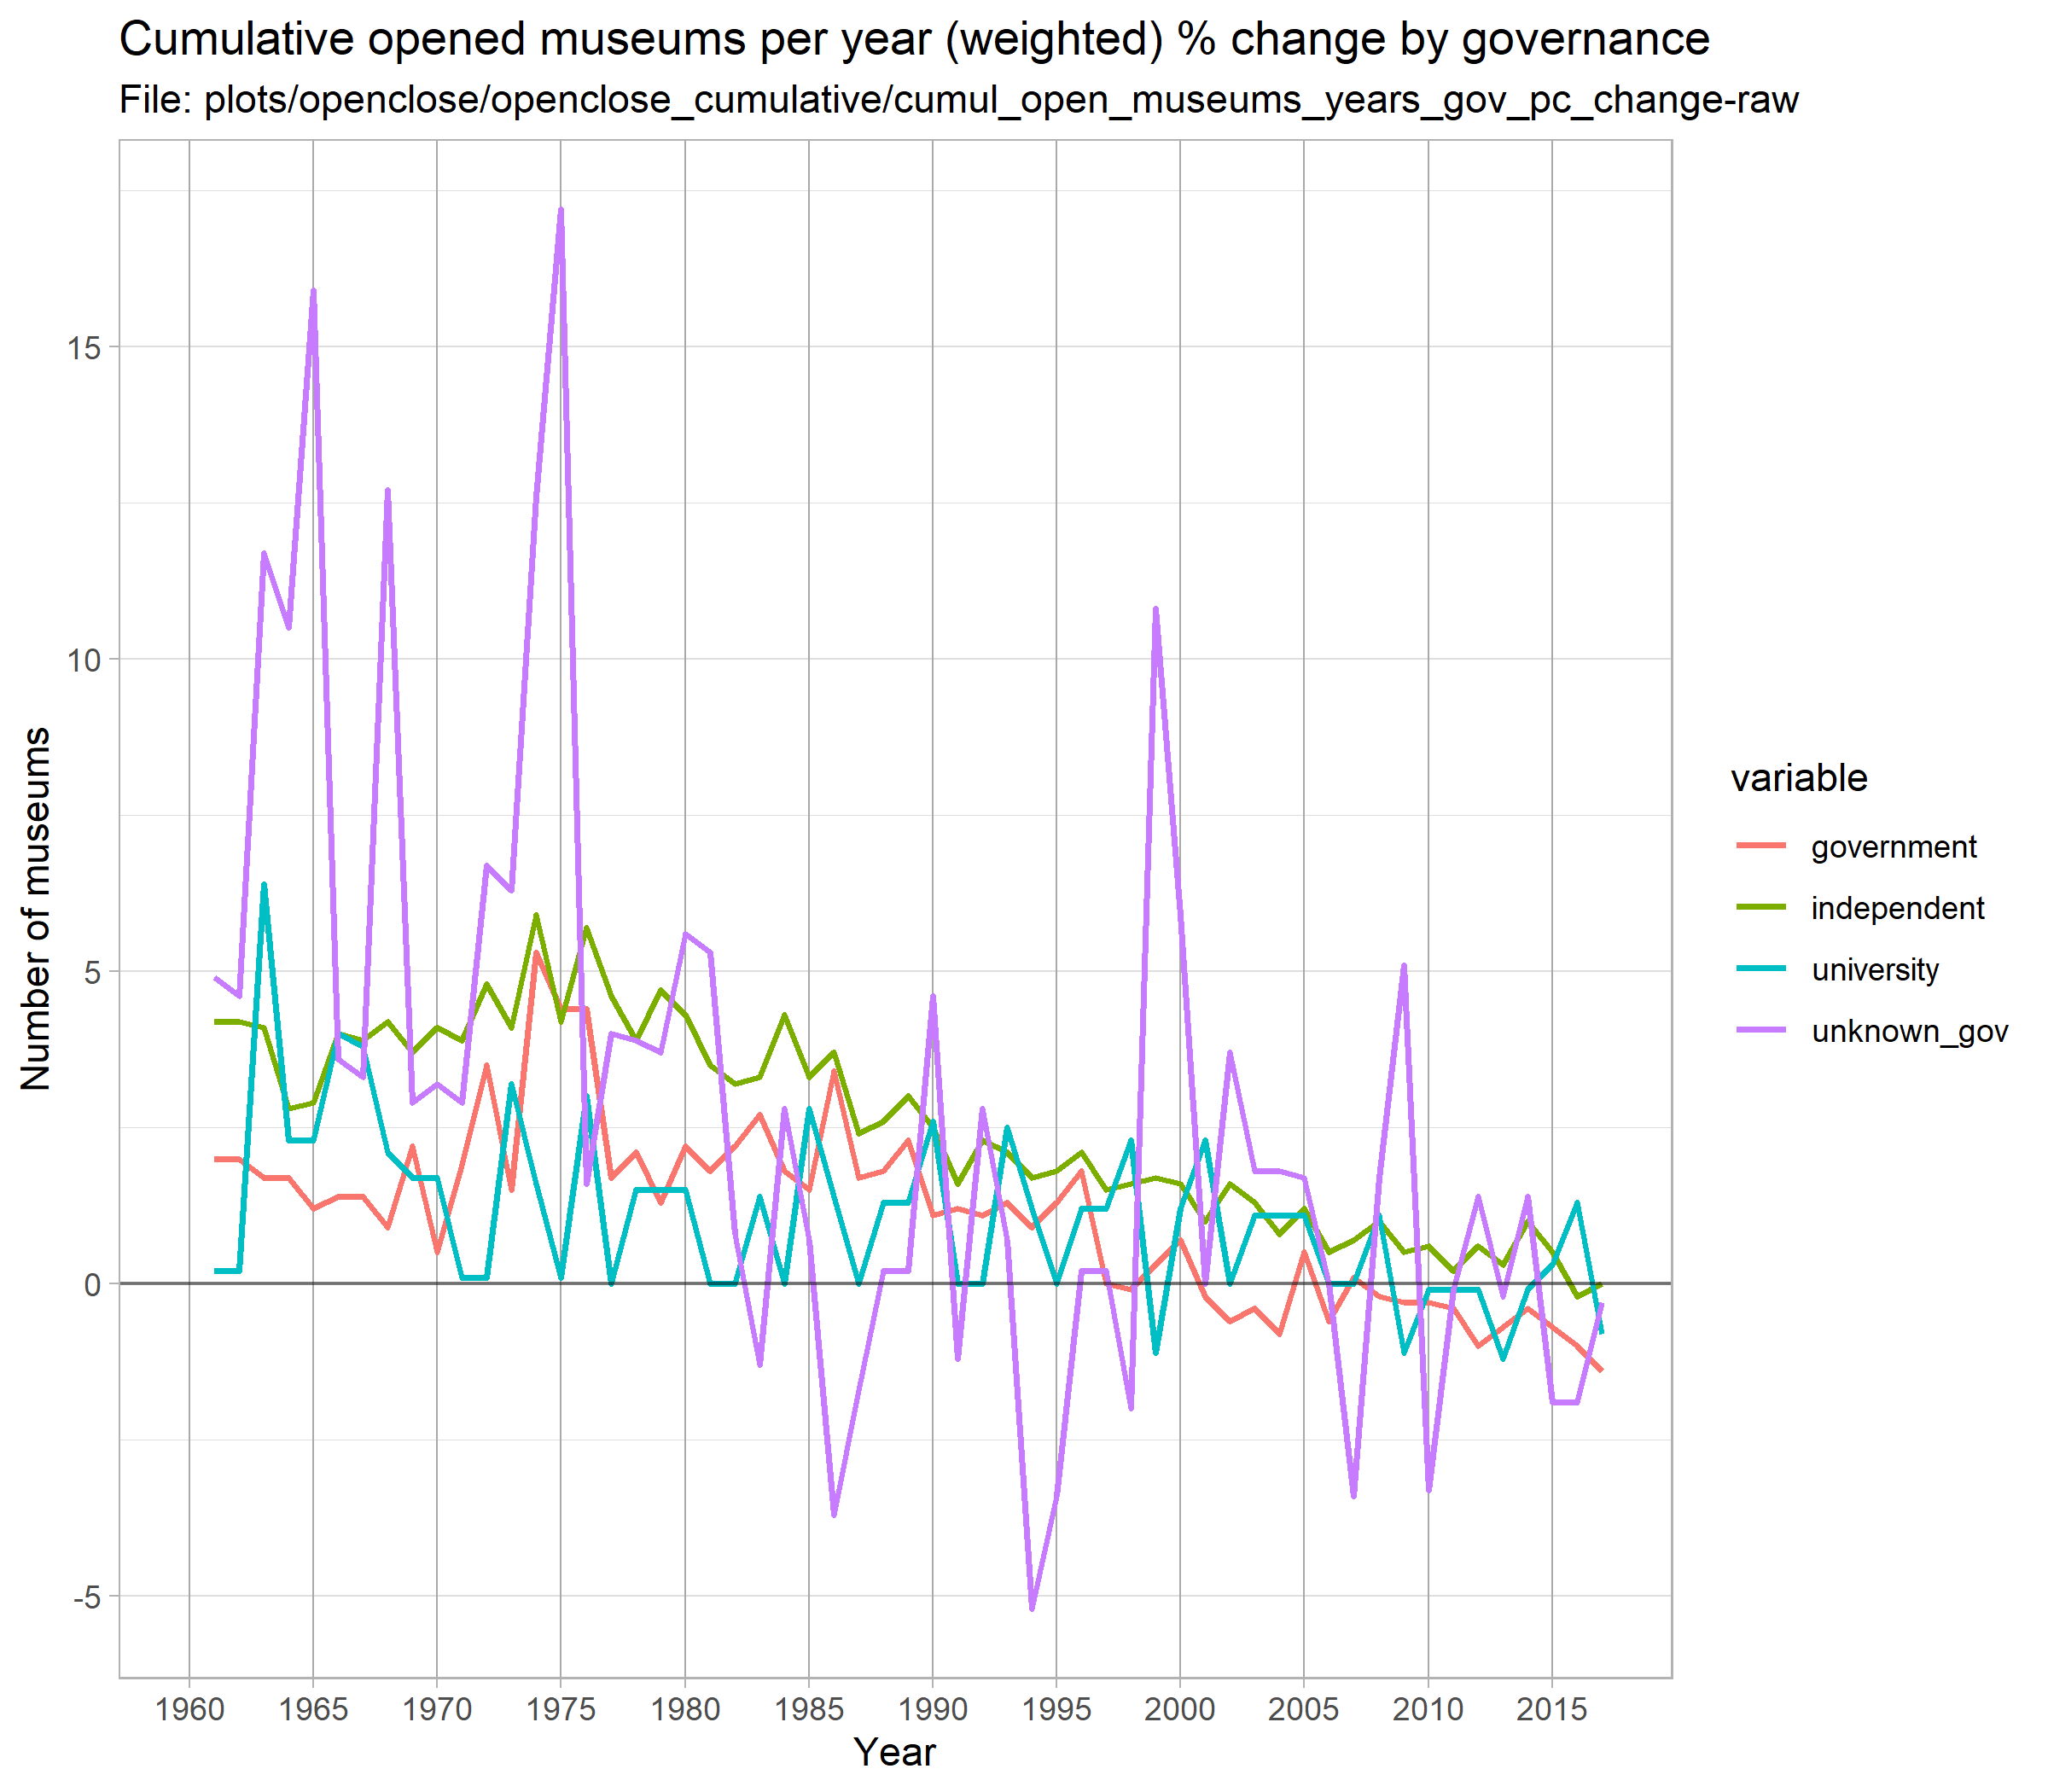 Cumulative opened museums per year (weighted) % change by governance
File: plots/openclose/openclose_cumulative/cumul_open_museums_years_gov_pc_change-raw
Number of museums
15
10
5
0
-5
1960 1965 1970 1975 1980 1985 1990 1995 2000 2005 2010 2015
Year
variable
government
independent
university
unknown_gov